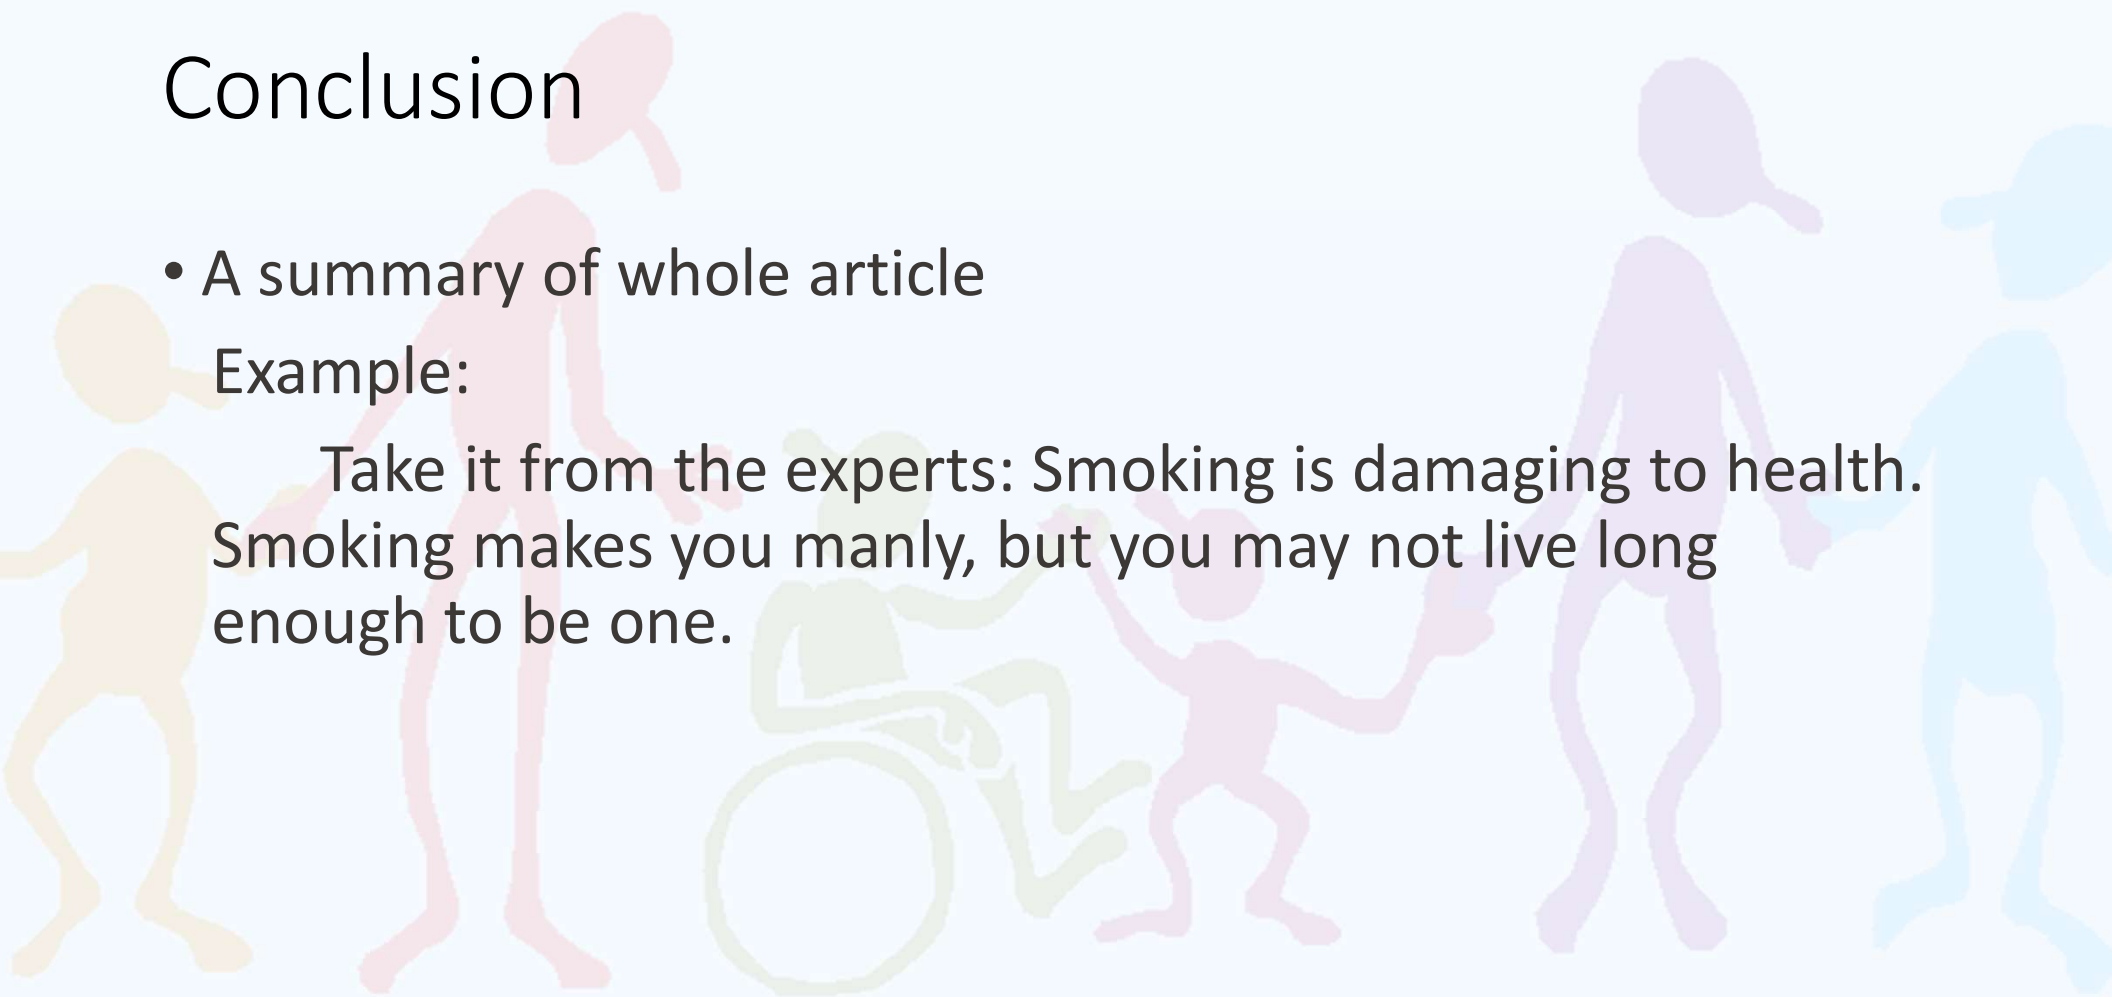 Conclusion
• A summary of whole article
Example:
Take it from the experts: Smoking is damaging to health.
Smoking makes you manly, but you may not live long
enough to be one.